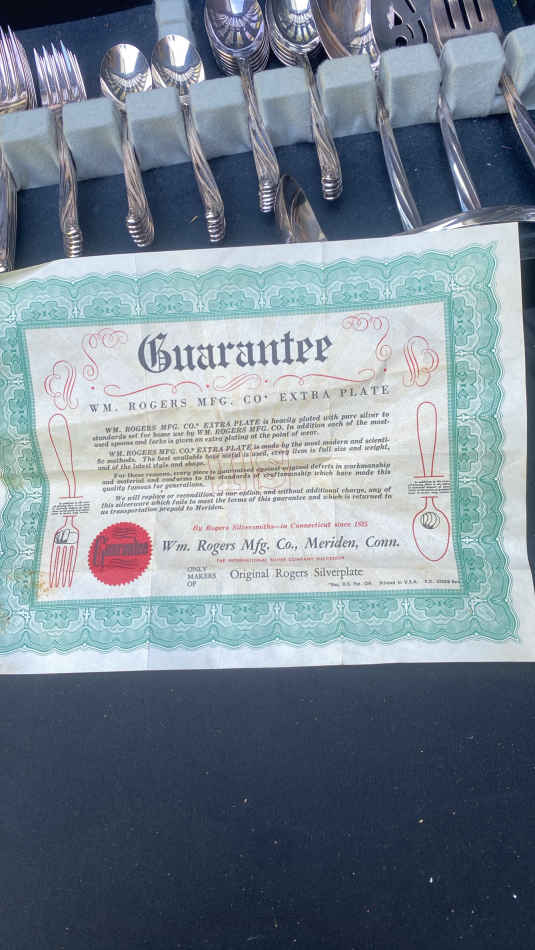 Guarantee
WM. ROGERS MFG. CO.* EXTRA PLATE
WM. ROGERS MFG. CO.* EXTRA PLATE is heavily plated with pure silver to
standards set for home use by WM. ROGERS MFG. CO. In addition each of the most-
used spoons and forks is given an extra plating at the point of wear.
WM. ROGERS MFG. CO.* EXTRA PLATE is made by the most modern and scienti-
fic methods. The best available base metal is used, every item is full size and weight,
and of the latest style and shape.
For these reasons, every piece is guaranteed against original defects in workmanship
and material and conforms to the standards of craftsmanship which have made this
quality famous for generations.
We will replace or recondition, at our option, and without additional charge, any of
this silverware which fails to meet the terms of this guarantee and which is returned to
us transportation prepaid to Meriden.
By Rogers Silversmiths—in Connecticut since 1825
Guarantee
Wm. Rogers Mfg. Co., Meriden, Conn.
THE INTERNATIONAL SILVER COMPANY SUCCESSOR
ONLY
MAKERS
OF
Original Rogers Silverplate
*Reg. U.S. Pat. Off. Printed in U.S.A.